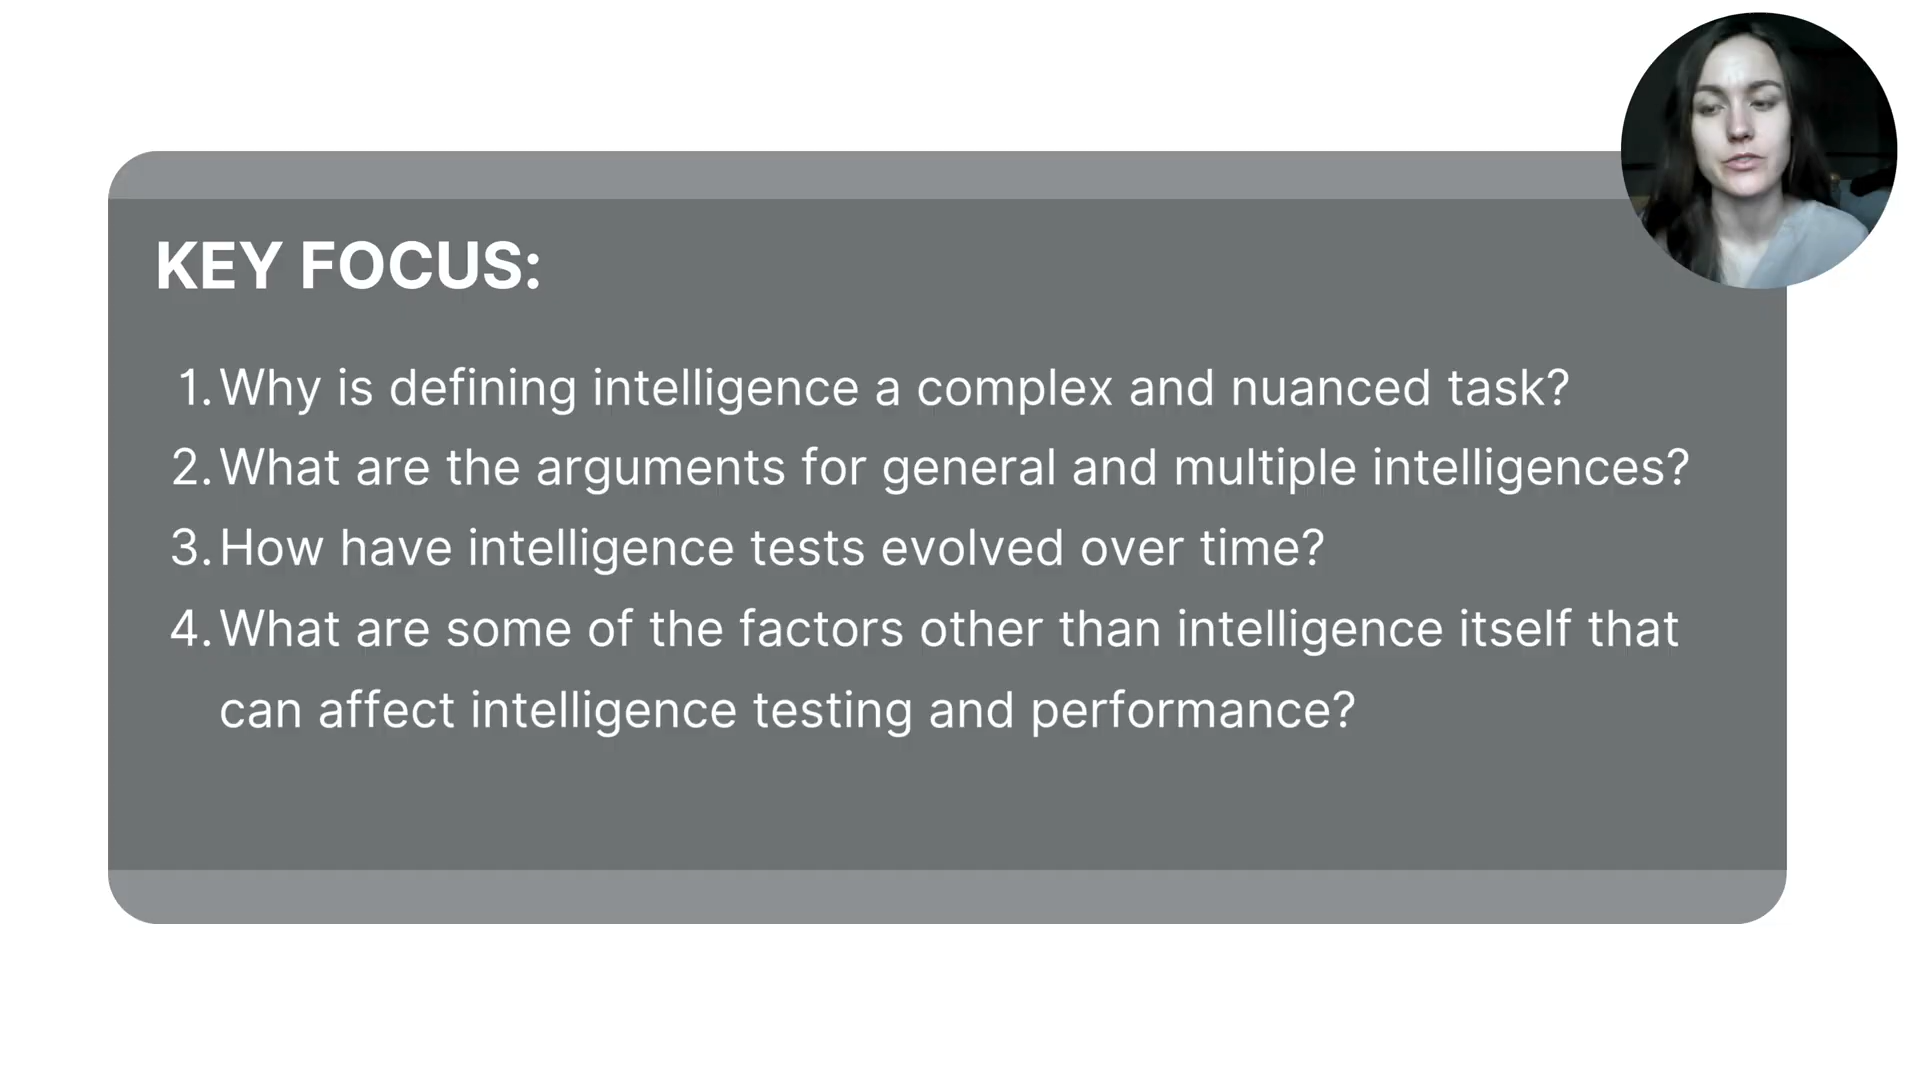 KEY FOCUS:
1. Why is defining intelligence a complex and nuanced task?
2. What are the arguments for general and multiple intelligences?
3. How have intelligence tests evolved over time?
4. What are some of the factors other than intelligence itself that
can affect intelligence testing and performance?